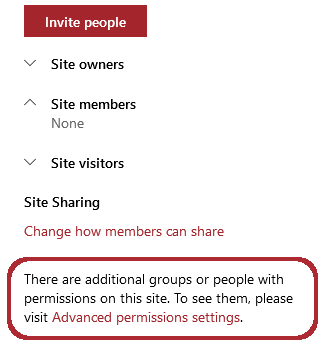 Invite people
Site owners
Site members
None
Site visitors
Site Sharing
Change how members can share
There are additional groups or people with
permissions on this site. To see them, please
visit Advanced permissions settings.